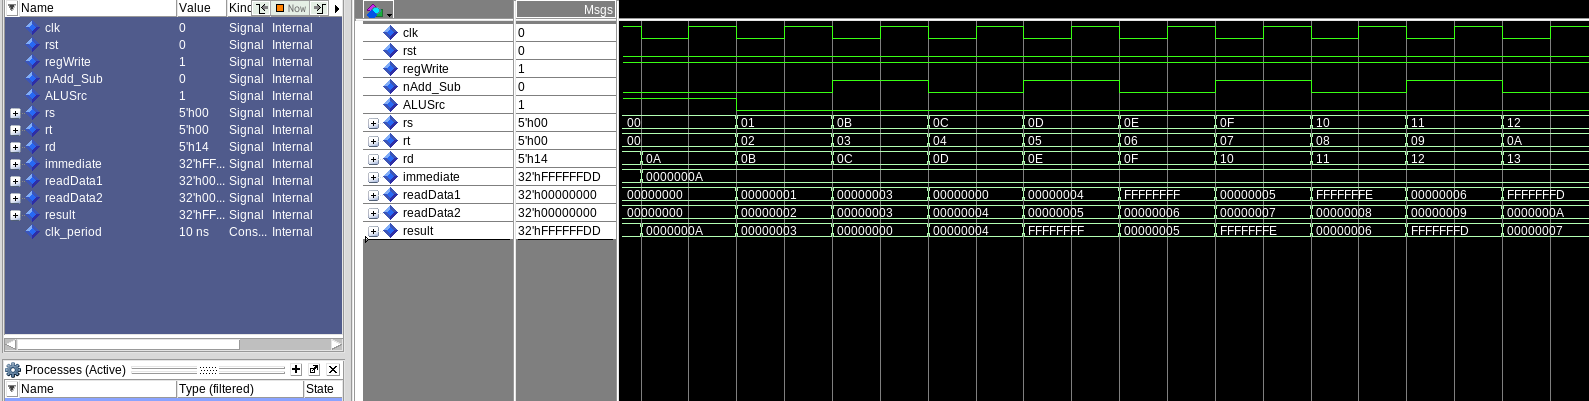 Name Value Kind Now
clk 0 Signal Internal
rst 0 Signal Internal
regWrite 1 Signal Internal
nAdd_Sub 0 Signal Internal
ALUSrc 1 Signal Internal
rs 5'h00 Signal Internal
rt 5'h00 Signal Internal
rd 5'h14 Signal Internal
immediate 32'hFF... Signal Internal
readData1 32'h00... Signal Internal
readData2 32'h00... Signal Internal
result 32'hFF... Signal Internal
clk_period 10 ns Cons... Internal
Processes (Active)
Name Type (filtered) State
Msgs
clk 0
rst 0
regWrite 1
nAdd_Sub 0
ALUSrc 1
rs 5'h00 00 01 0B 0C 0D 0E 0F 10 11 12
rt 5'h00 00 02 03 04 05 06 07 08 09 0A
rd 5'h14 0A 0B 0C 0D 0E 0F 10 11 12 13
immediate 32'hFFFFFFDD 0000000A
readData1 32'h00000000 00000000 00000001 00000003 00000000 00000004 FFFFFFFF 00000005 FFFFFFFE 00000006 FFFFFFFD
readData2 32'h00000000 00000000 00000002 00000003 00000004 00000005 00000006 00000007 00000008 00000009 0000000A
result 32'hFFFFFFDD 0000000A 00000003 00000000 00000004 FFFFFFFF 00000005 FFFFFFFE 00000006 FFFFFFFD 00000007